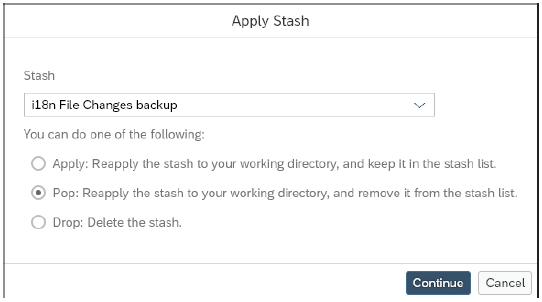 Apply Stash
Stash
i18n File Changes backup
You can do one of the following:
Apply: Reapply the stash to your working directory, and keep it in the stash list.
Pop: Reapply the stash to your working directory, and remove it from the stash list.
Drop: Delete the stash.
Continue Cancel